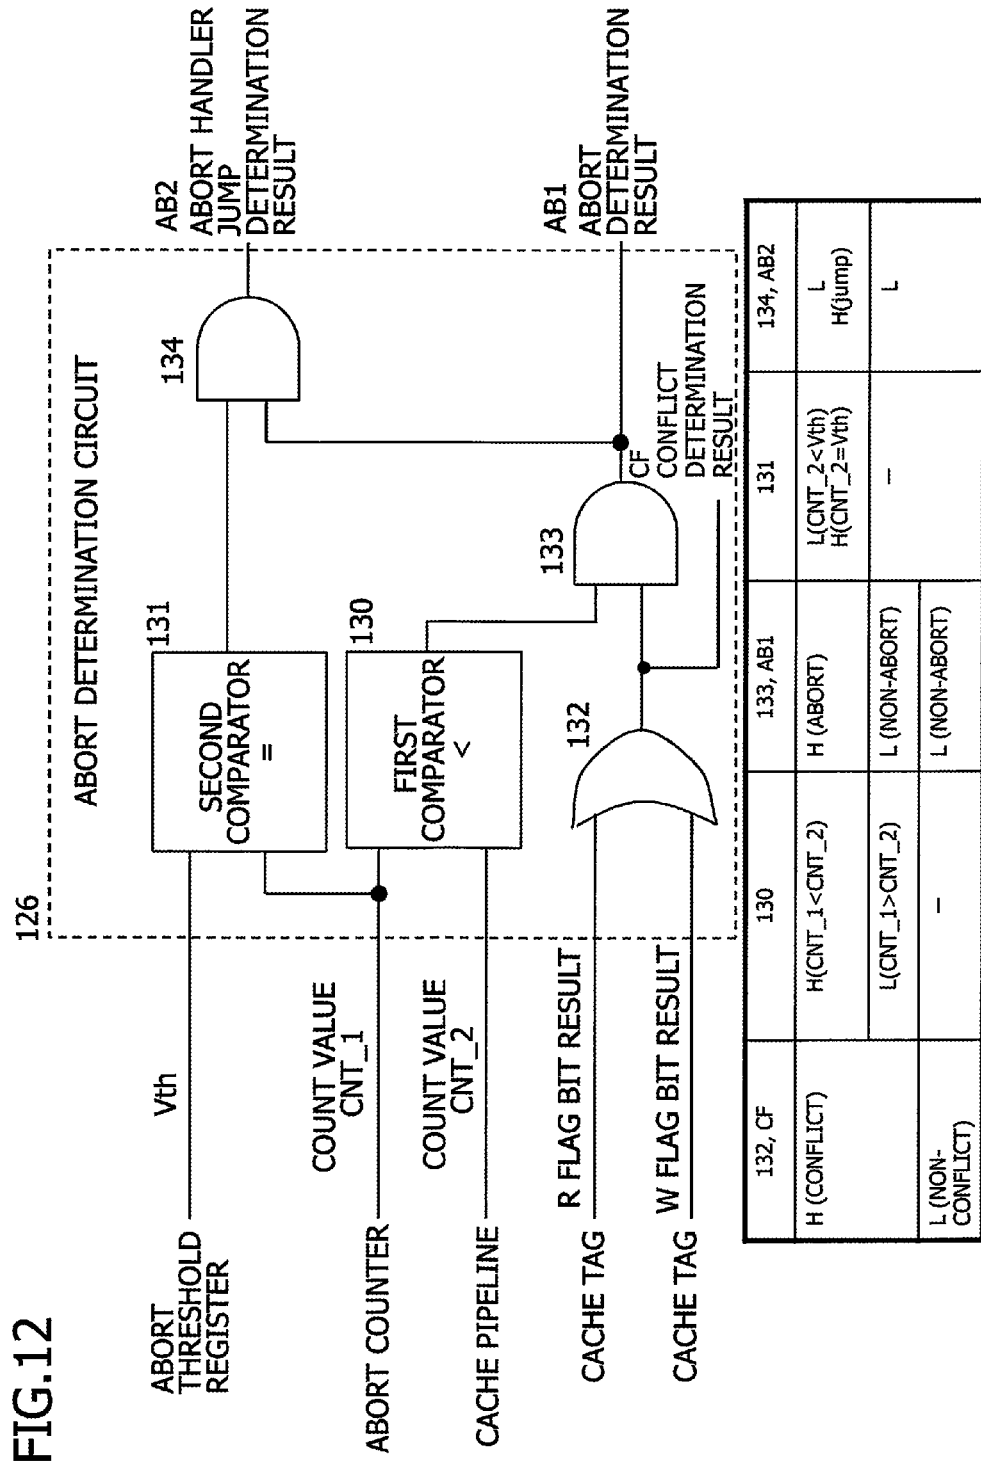 FIG.12
126
ABORT DETERMINATION CIRCUIT
ABORT
THRESHOLD
REGISTER
Vth
131
SECOND
COMPARATOR
=
134
AB2
ABORT HANDLER
JUMP
DETERMINATION
RESULT
ABORT COUNTER
COUNT VALUE
CNT_1
130
FIRST
COMPARATOR
<
CACHE PIPELINE
COUNT VALUE
CNT_2
133
AB1
ABORT
DETERMINATION
RESULT
CACHE TAG
R FLAG BIT RESULT
132
CF
CONFLICT
DETERMINATION
RESULT
CACHE TAG
W FLAG BIT RESULT
132, CF
130
133, AB1
131
134, AB2
H (CONFLICT)
H(CNT_1<CNT_2)
H (ABORT)
L(CNT_2<Vth)
H(CNT_2=Vth)
L
H(jump)
L(CNT_1>CNT_2)
L (NON-ABORT)
–
L
L (NON-
CONFLICT)
–
L (NON-ABORT)